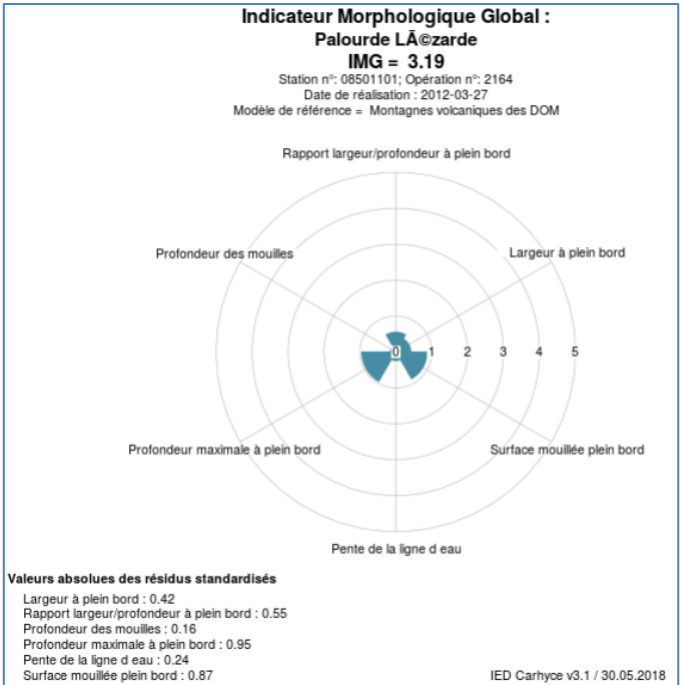 Indicateur Morphologique Global :
Palourde LÃ©zarde
IMG =  3.19
Station n°: 08501101; Opération n°: 2164
Date de réalisation : 2012-03-27
Modèle de référence =  Montagnes volcaniques des DOM
Rapport largeur/profondeur à plein bord
Profondeur des mouilles
Largeur à plein bord
0 1 2 3 4 5
Profondeur maximale à plein bord
Surface mouillée plein bord
Pente de la ligne d eau
Valeurs absolues des résidus standardisés
Largeur à plein bord : 0.42
Rapport largeur/profondeur à plein bord : 0.55
Profondeur des mouilles : 0.16
Profondeur maximale à plein bord : 0.95
Pente de la ligne d eau : 0.24
Surface mouillée plein bord : 0.87
IED Carhyce v3.1 / 30.05.2018